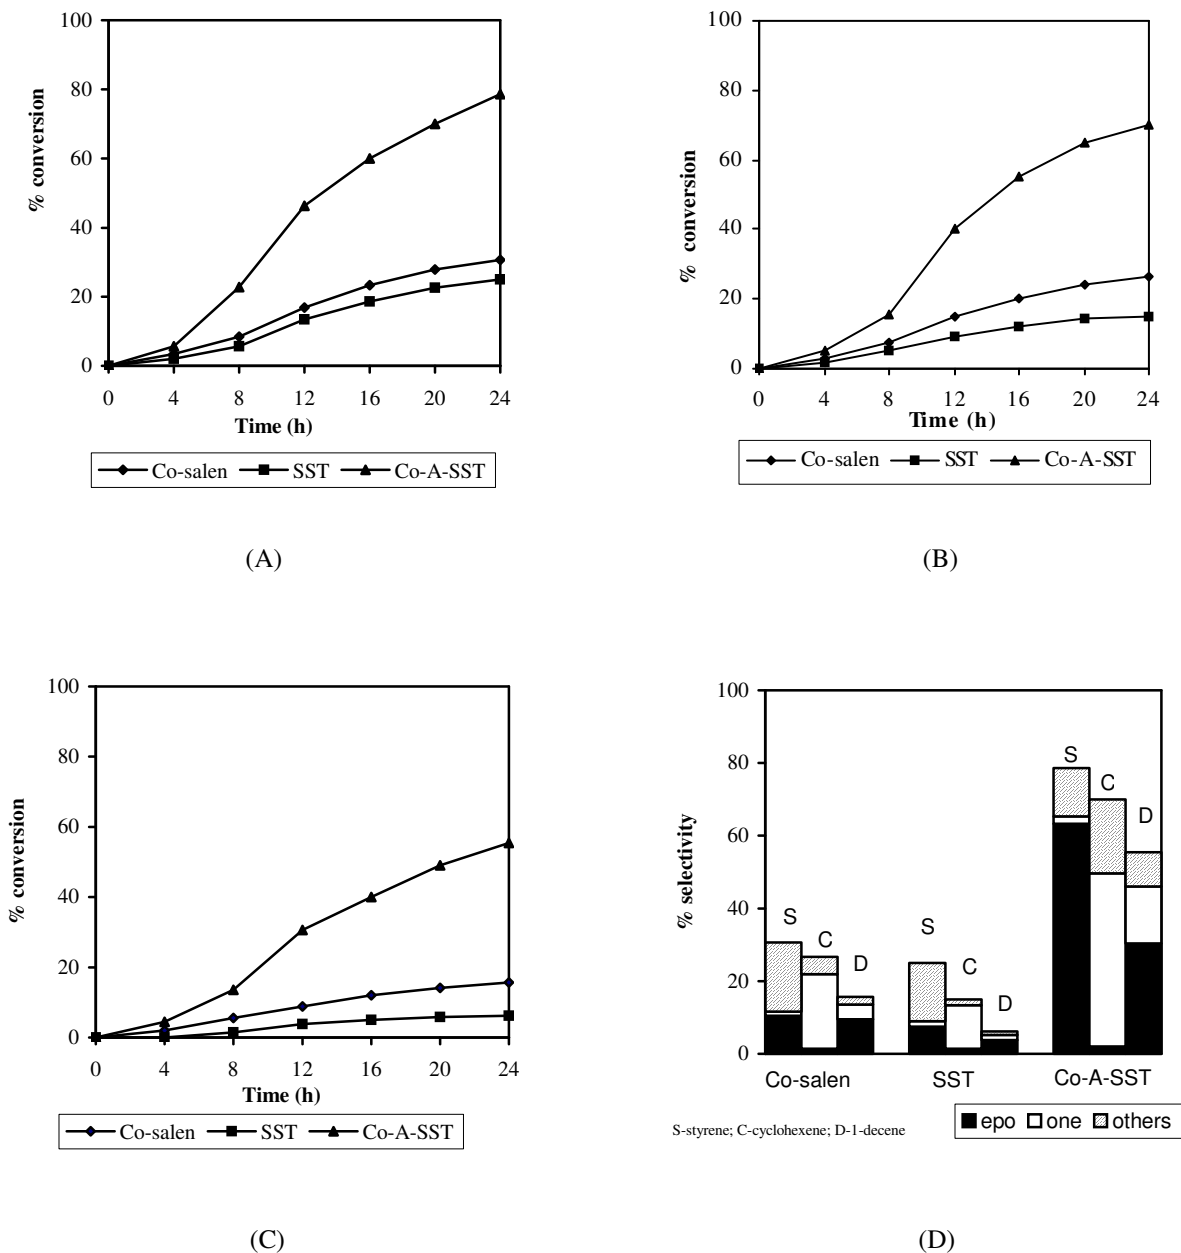 100
80
60
40
20
0
% conversion
0 4 8 12 16 20 24
Time (h)
Co-salen SST Co-A-SST
(A)
100
80
60
40
20
0
% conversion
0 4 8 12 16 20 24
Time (h)
Co-salen SST Co-A-SST
(B)
100
80
60
40
20
0
% conversion
0 4 8 12 16 20 24
Time (h)
Co-salen SST Co-A-SST
(C)
100
80
60
40
20
0
% selectivity
S C D
S C D
S C D
Co-salen SST Co-A-SST
S-styrene; C-cyclohexene; D-1-decene
epo one others
(D)